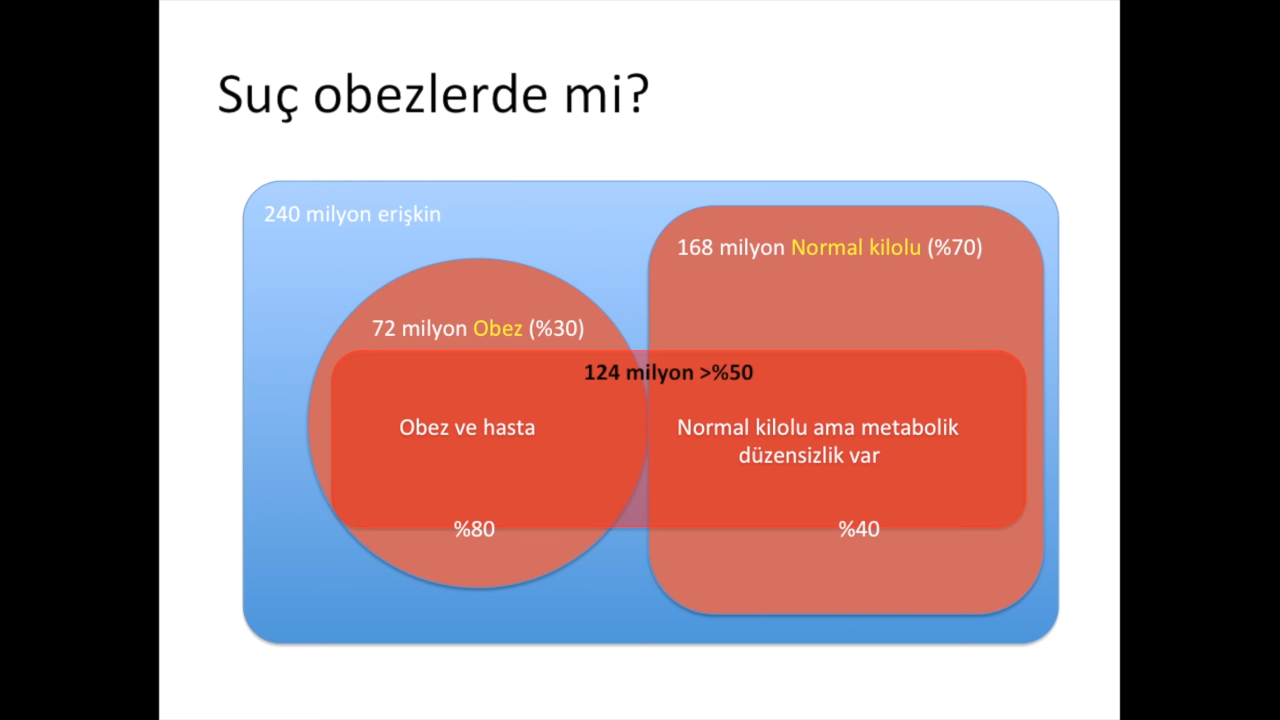 Suç obezlerde mi?
240 milyon erişkin
168 milyon Normal kilolu (%70)
72 milyon Obez (%30)
124 milyon >%50
Obez ve hasta
Normal kilolu ama metabolik
düzensizlik var
%80
%40